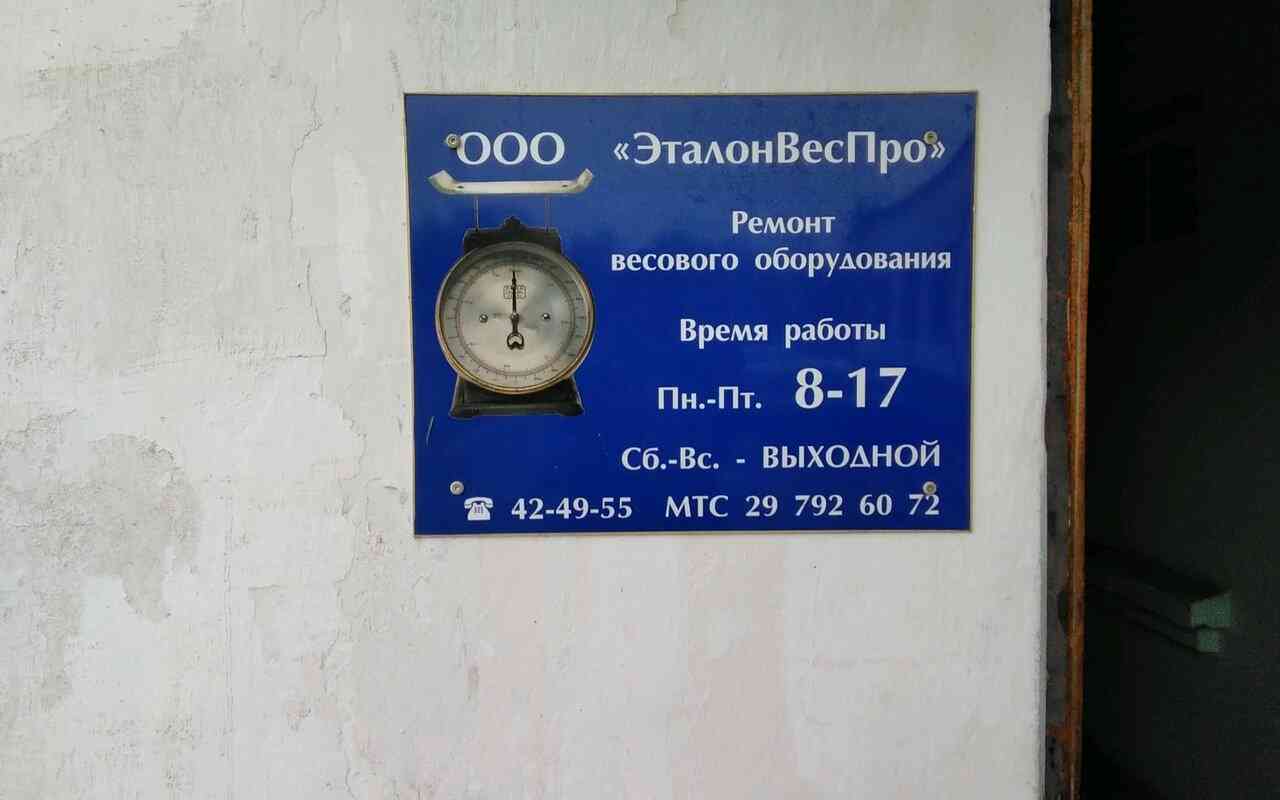 ООО «ЭталонВесПро»
Ремонт
весового оборудования
Время работы
Пн.-Пт. 8-17
Сб.-Вс. - ВЫХОДНОЙ
42-49-55 МТС 29 792 60 72